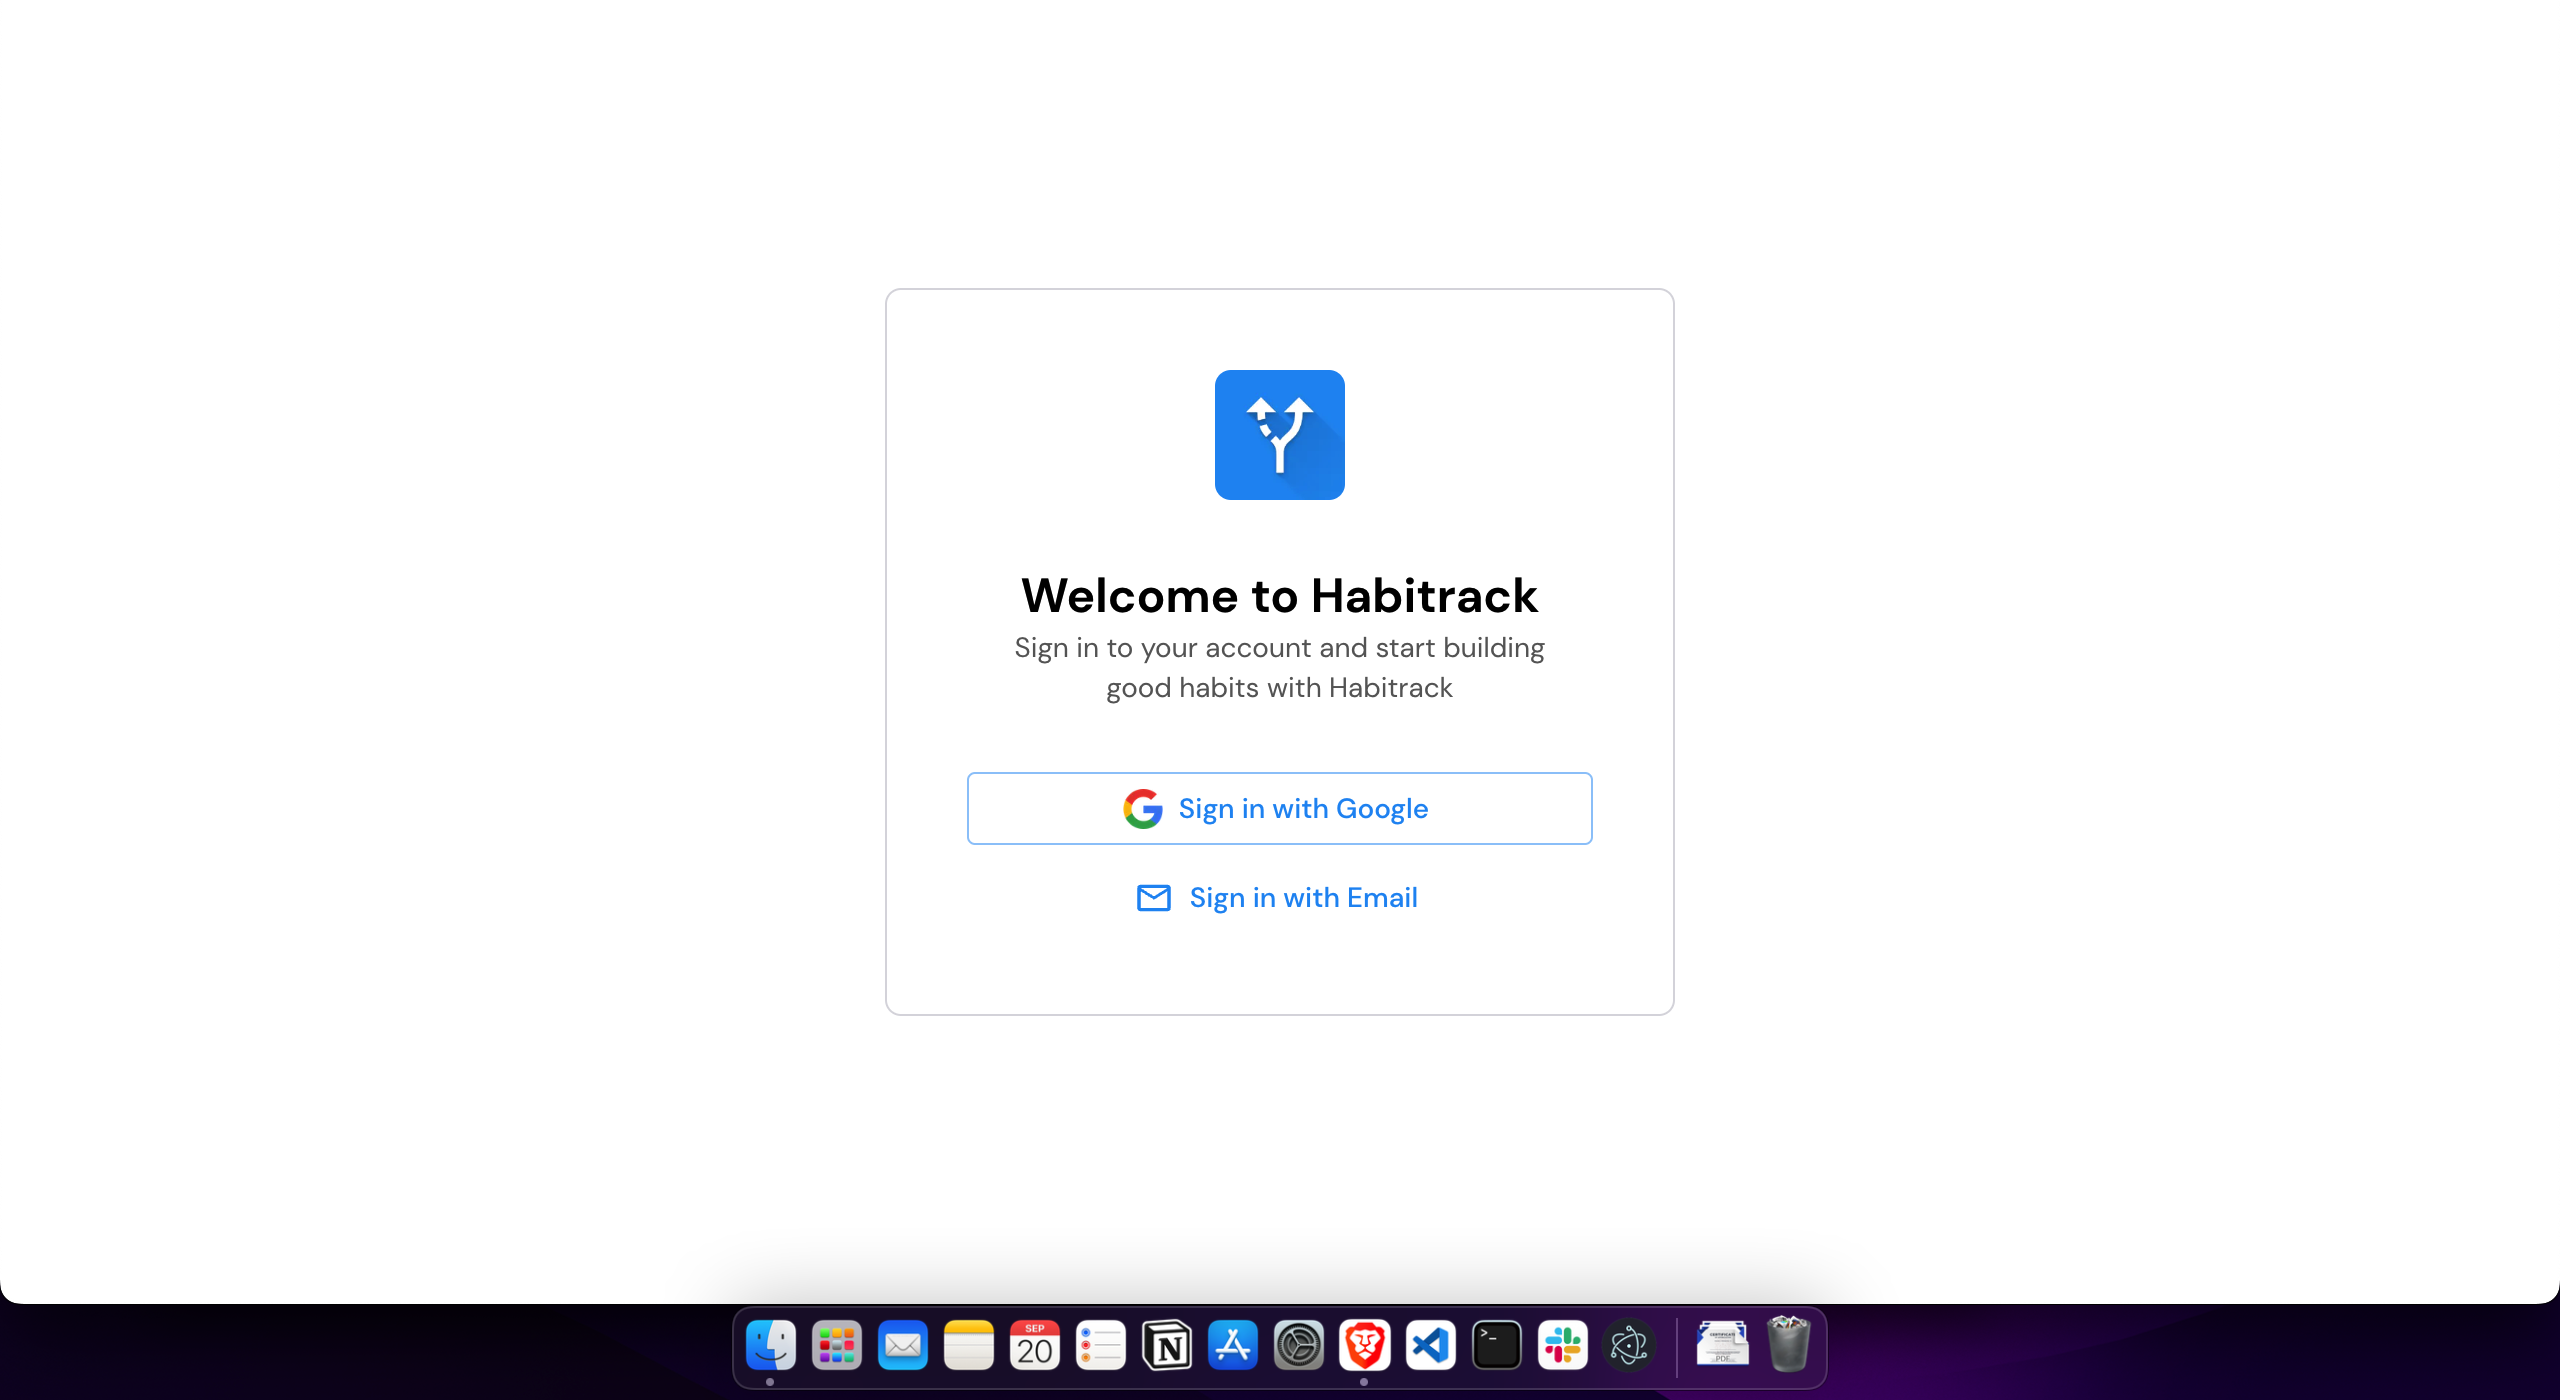 Welcome to Habitrack
Sign in to your account and start building
good habits with Habitrack
Sign in with Google
Sign in with Email
SEP
20
N
>_
PDF